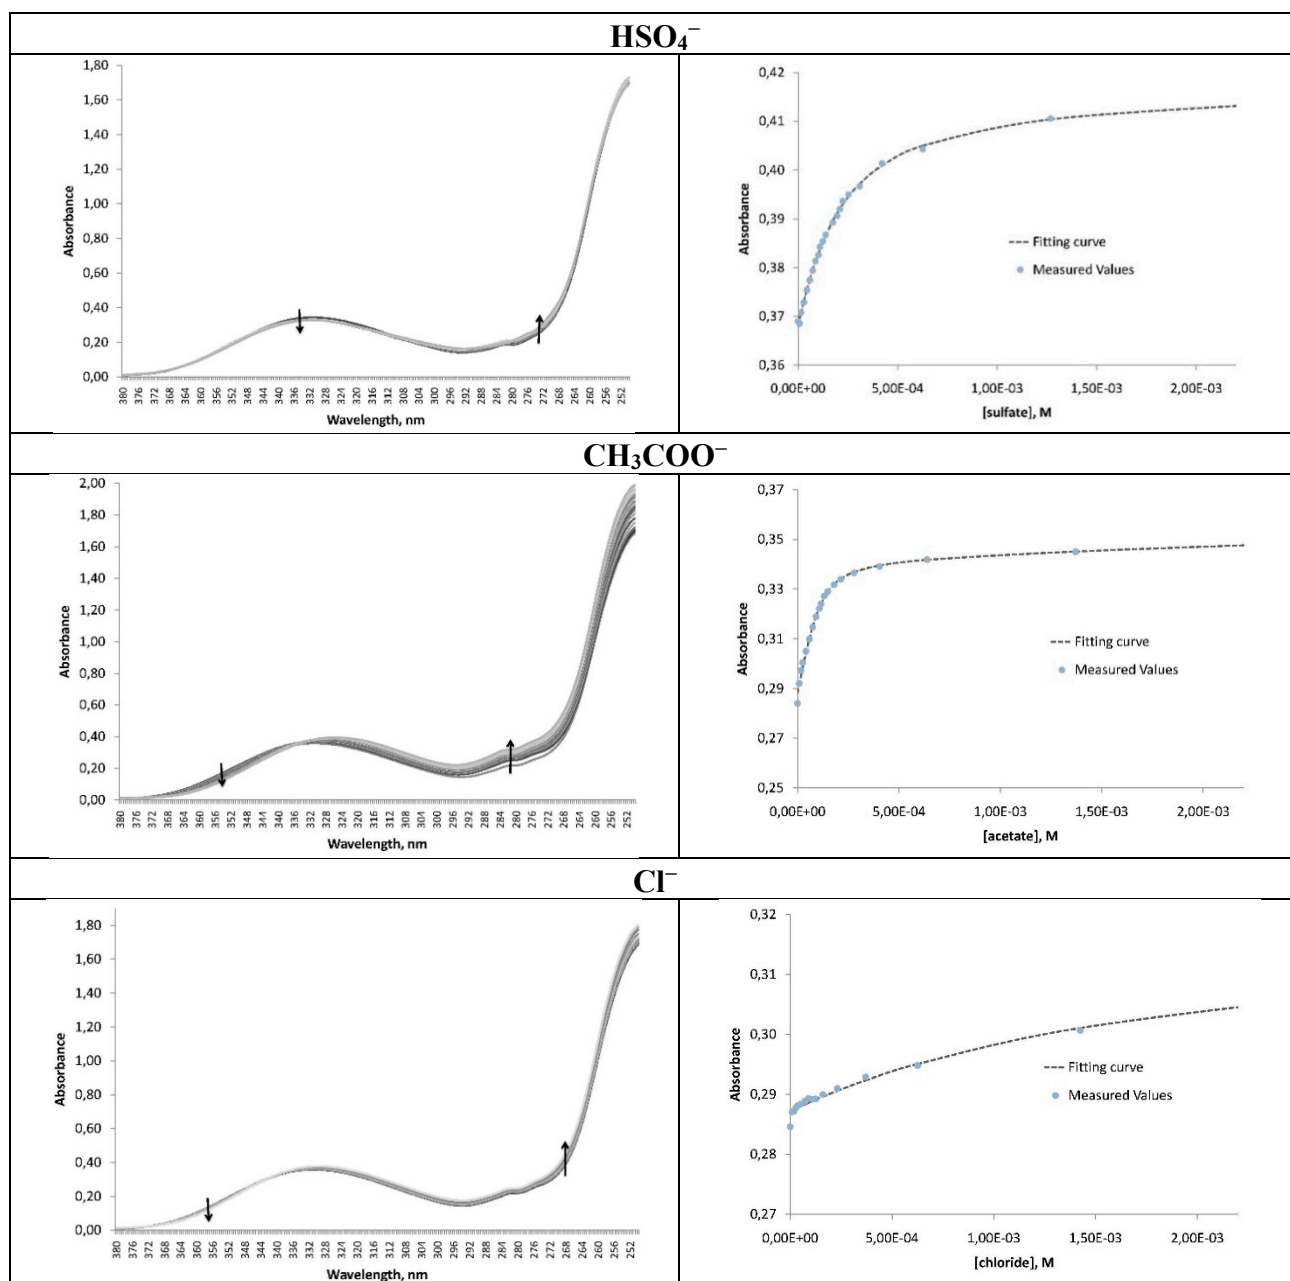 HSO₄⁻
1,80
1,60
1,40
1,20
1,00
0,80
0,60
0,40
0,20
0,00
Absorbance
380 376 372 368 364 360 356 352 348 344 340 336 332 328 324 320 316 312 308 304 300 296 292 288 284 280 276 272 268 264 260 256 252
Wavelength, nm
0,42
0,41
0,40
0,39
0,38
0,37
0,36
Absorbance
Fitting curve
Measured Values
0,00E+00 5,00E-04 1,00E-03 1,50E-03 2,00E-03
[sulfate], M
CH₃COO⁻
2,00
1,80
1,60
1,40
1,20
1,00
0,80
0,60
0,40
0,20
0,00
Absorbance
380 376 372 368 364 360 356 352 348 344 340 336 332 328 324 320 316 312 308 304 300 296 292 288 284 280 276 272 268 264 260 256 252
Wavelength, nm
0,37
0,35
0,33
0,31
0,29
0,27
0,25
Absorbance
Fitting curve
Measured Values
0,00E+00 5,00E-04 1,00E-03 1,50E-03 2,00E-03
[acetate], M
Cl⁻
1,80
1,60
1,40
1,20
1,00
0,80
0,60
0,40
0,20
0,00
Absorbance
380 376 372 368 364 360 356 352 348 344 340 336 332 328 324 320 316 312 308 304 300 296 292 288 284 280 276 272 268 264 260 256 252
Wavelength, nm
0,32
0,31
0,30
0,29
0,28
0,27
Absorbance
Fitting curve
Measured Values
0,00E+00 5,00E-04 1,00E-03 1,50E-03 2,00E-03
[chloride], M